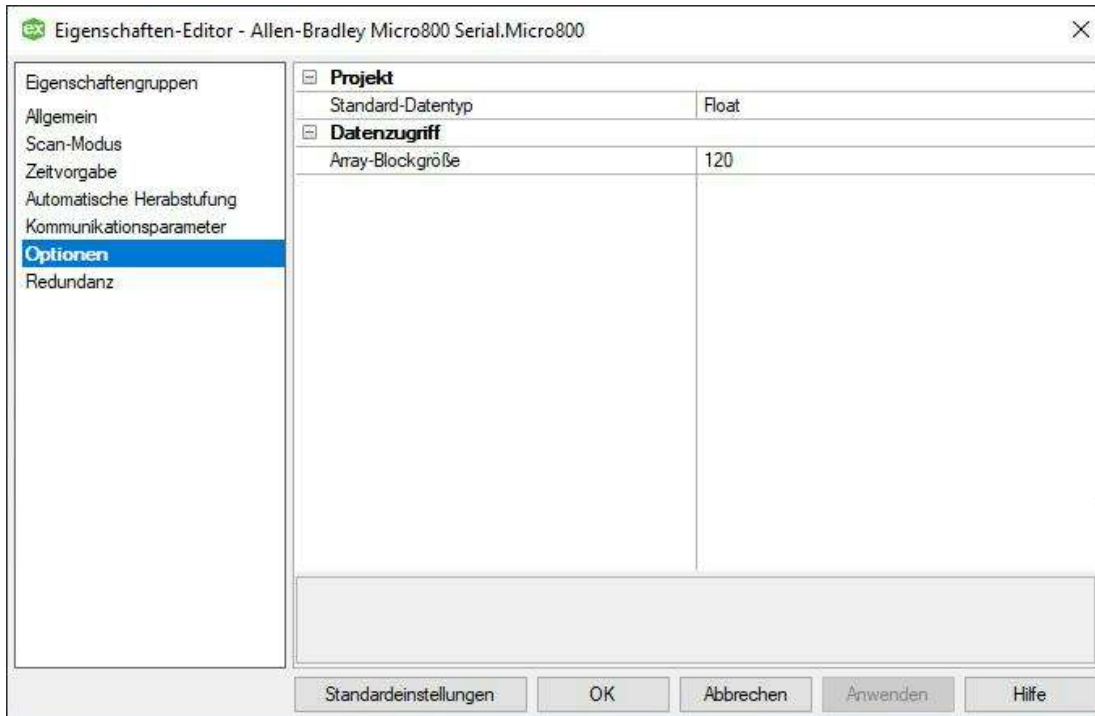 Eigenschaften-Editor - Allen-Bradley Micro800 Serial.Micro800
Eigenschaftengruppen
Allgemein
Scan-Modus
Zeitvorgabe
Automatische Herabstufung
Kommunikationsparameter
Optionen
Redundanz
Projekt
Standard-Datentyp Float
Datenzugriff
Array-Blockgröße 120
Standardeinstellungen OK Abbrechen Anwenden Hilfe